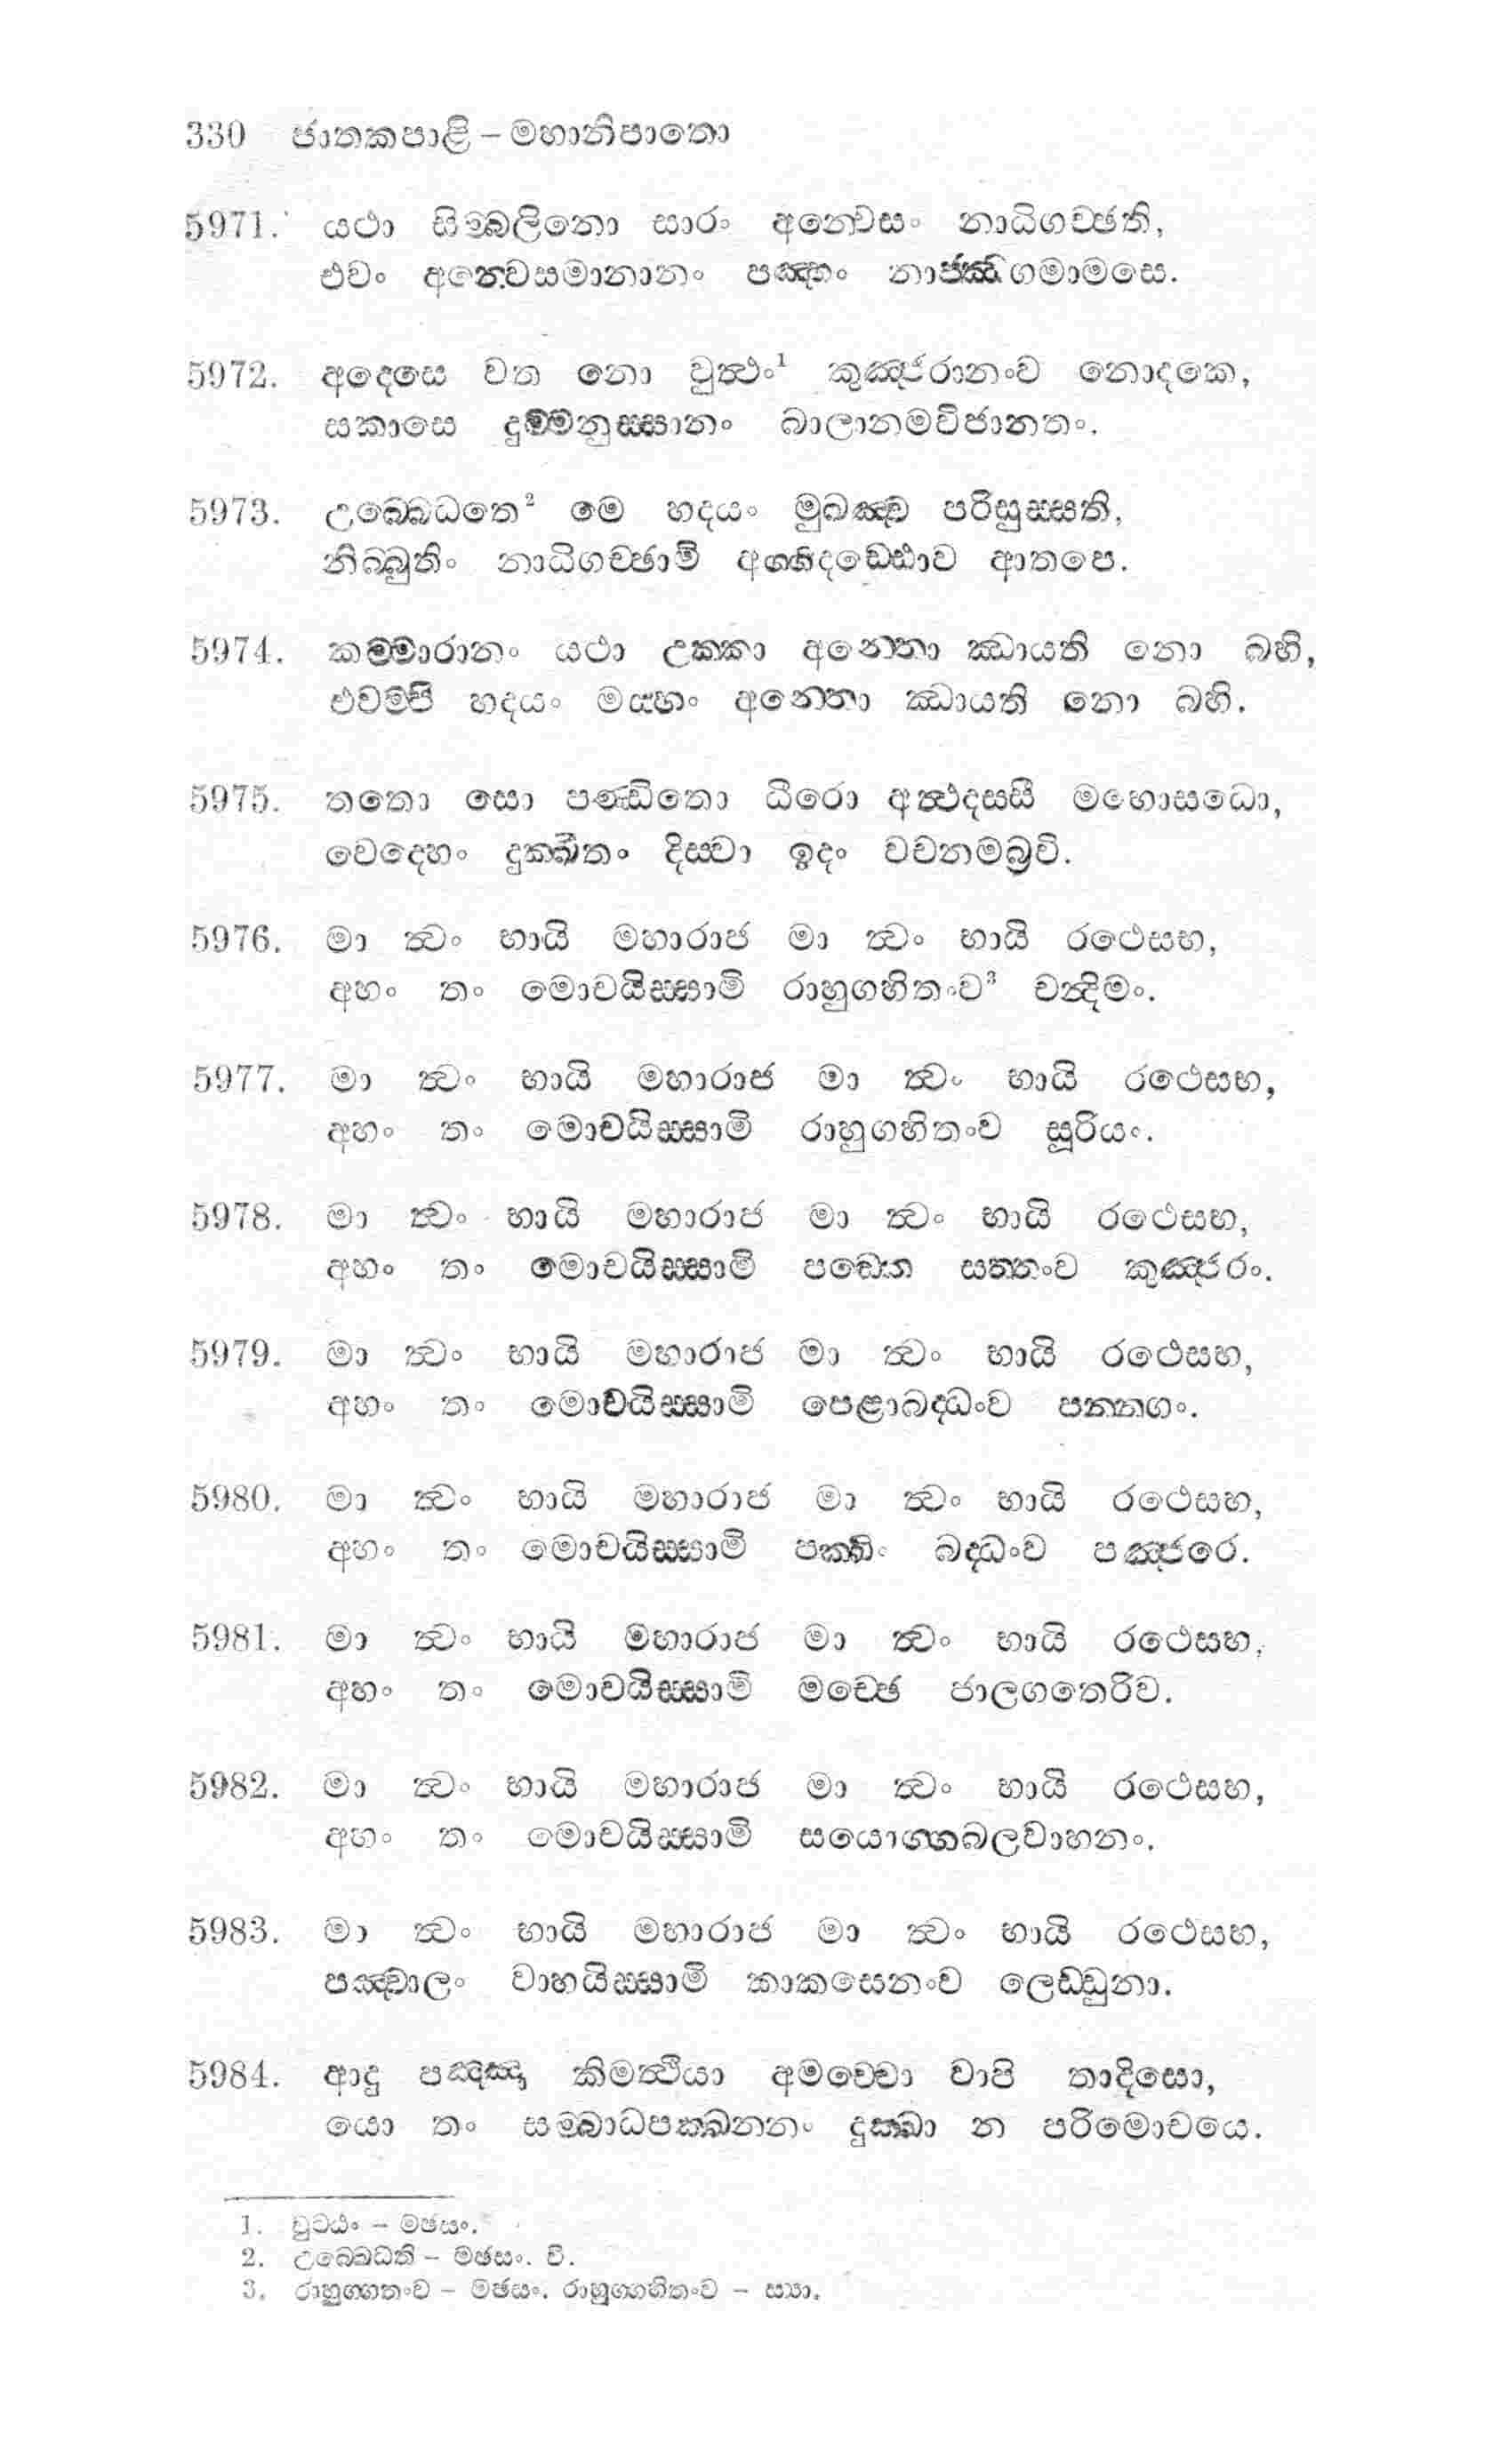 330 ජාතකපාළි – මහානිපාතො
5971. යථා සිම්බලිනො සාරං අන්වෙසං නාධිගච්ඡති,
එවං අන්වෙසමානානං පඤ්හං නාජ්ඣගමාමසෙ.
5972. අදෙසෙ වත නො වුත්ථං¹ කුඤ්ජරානංව නොදකෙ,
සකාසෙ දුම්මනුස්සානං බාලානමවිජානතං.
5973. උබ්බෙධතෙ² මෙ හදයං මුඛඤ්ච පරිසුස්සති,
නිබ්බුතිං නාධිගච්ඡාමි අග්ගිදඩ්ඪොව ආතපෙ.
5974. කම්මාරානං යථා උක්කා අන්තො ඣායති නො බහි,
එවම්පි හදයං මය්හං අන්තො ඣායති නො බහි.
5975. තතො සො පණ්ඩිතො ධීරො අත්ථදස්සී මහොසධො,
වෙදෙහං දුක්ඛිතං දිස්වා ඉදං වචනමබ්‍රවි.
5976. මා ත්වං භායි මහාරාජ මා ත්වං භායි රථෙසභ,
අහං තං මොචයිස්සාමි රාහුගහිතංව³ චන්දිමං.
5977. මා ත්වං භායි මහාරාජ මා ත්වං භායි රථෙසභ,
අහං තං මොචයිස්සාමි රාහුගහිතංව සූරියං.
5978. මා ත්වං භායි මහාරාජ මා ත්වං භායි රථෙසභ,
අහං තං මොචයිස්සාමි පඞ්කෙ සන්නංව කුඤ්ජරං.
5979. මා ත්වං භායි මහාරාජ මා ත්වං භායි රථෙසභ,
අහං තං මොචයිස්සාමි පෙළාබද්ධංව පන්නගං.
5980. මා ත්වං භායි මහාරාජ මා ත්වං භායි රථෙසභ,
අහං තං මොචයිස්සාමි පක්ඛිං බද්ධංව පඤ්ජරෙ.
5981. මා ත්වං භායි මහාරාජ මා ත්වං භායි රථෙසභ,
අහං තං මොචයිස්සාමි මච්ඡෙ ජාලගතෙරිව.
5982. මා ත්වං භායි මහාරාජ මා ත්වං භායි රථෙසභ,
අහං තං මොචයිස්සාමි සයොග්ගබලවාහනං.
5983. මා ත්වං භායි මහාරාජ මා ත්වං භායි රථෙසභ,
පඤ්චාලං වාහයිස්සාමි කාකසෙනංව ලෙඩ්ඩුනා.
5984. ආදු පඤ්ඤා කිමත්ථියා අමච්චො වාපි තාදිසො,
යො තං සම්බාධපක්ඛන්නං දුක්ඛා න පරිමොචයෙ.
1. වුට්ඨං – මඡසං.
2. උබ්බෙධති – මඡසං. වි.
3. රාහුග්ගතංව – මඡසං. රාහුග්ගහිතංව – ස්‍යා.